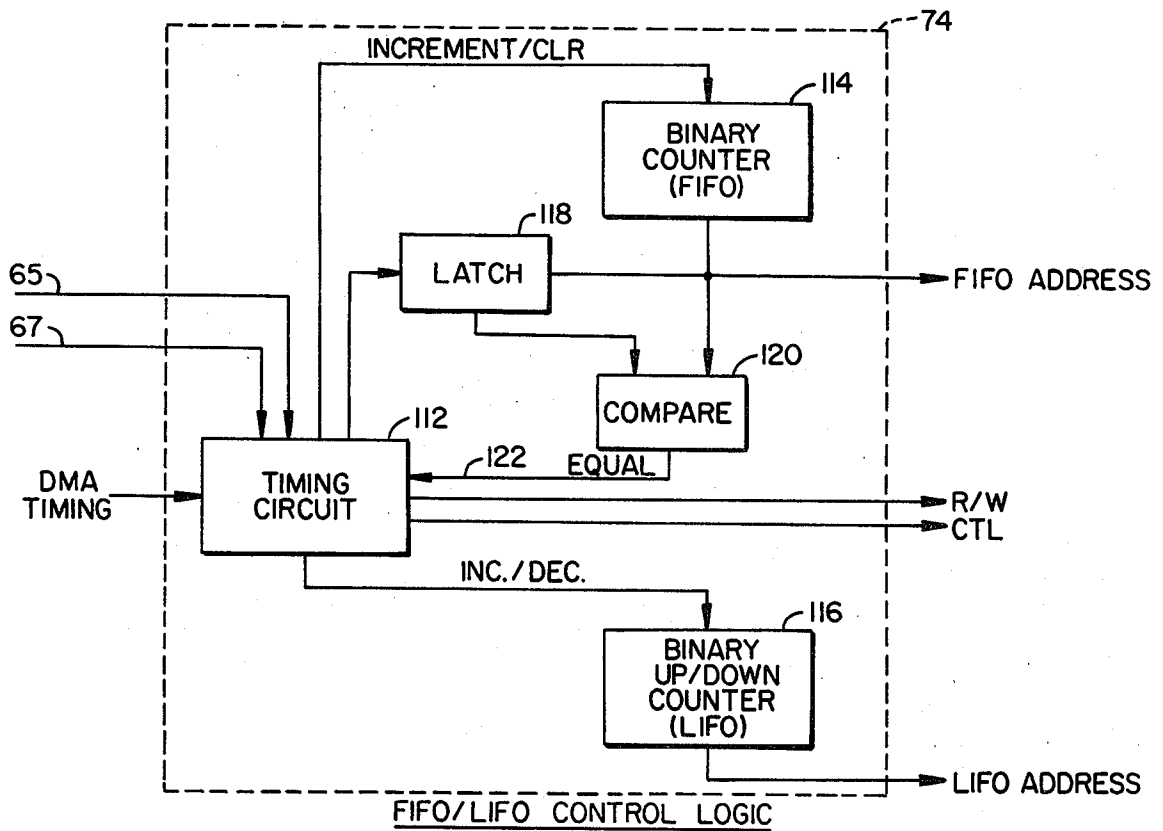 74
INCREMENT/CLR
114
BINARY
COUNTER
(FIFO)
118
LATCH
65
FIFO ADDRESS
67
120
COMPARE
112
122
EQUAL
DMA
TIMING
TIMING
CIRCUIT
R/W
CTL
INC./DEC.
116
BINARY
UP/DOWN
COUNTER
(LIFO)
LIFO ADDRESS
FIFO/LIFO CONTROL LOGIC